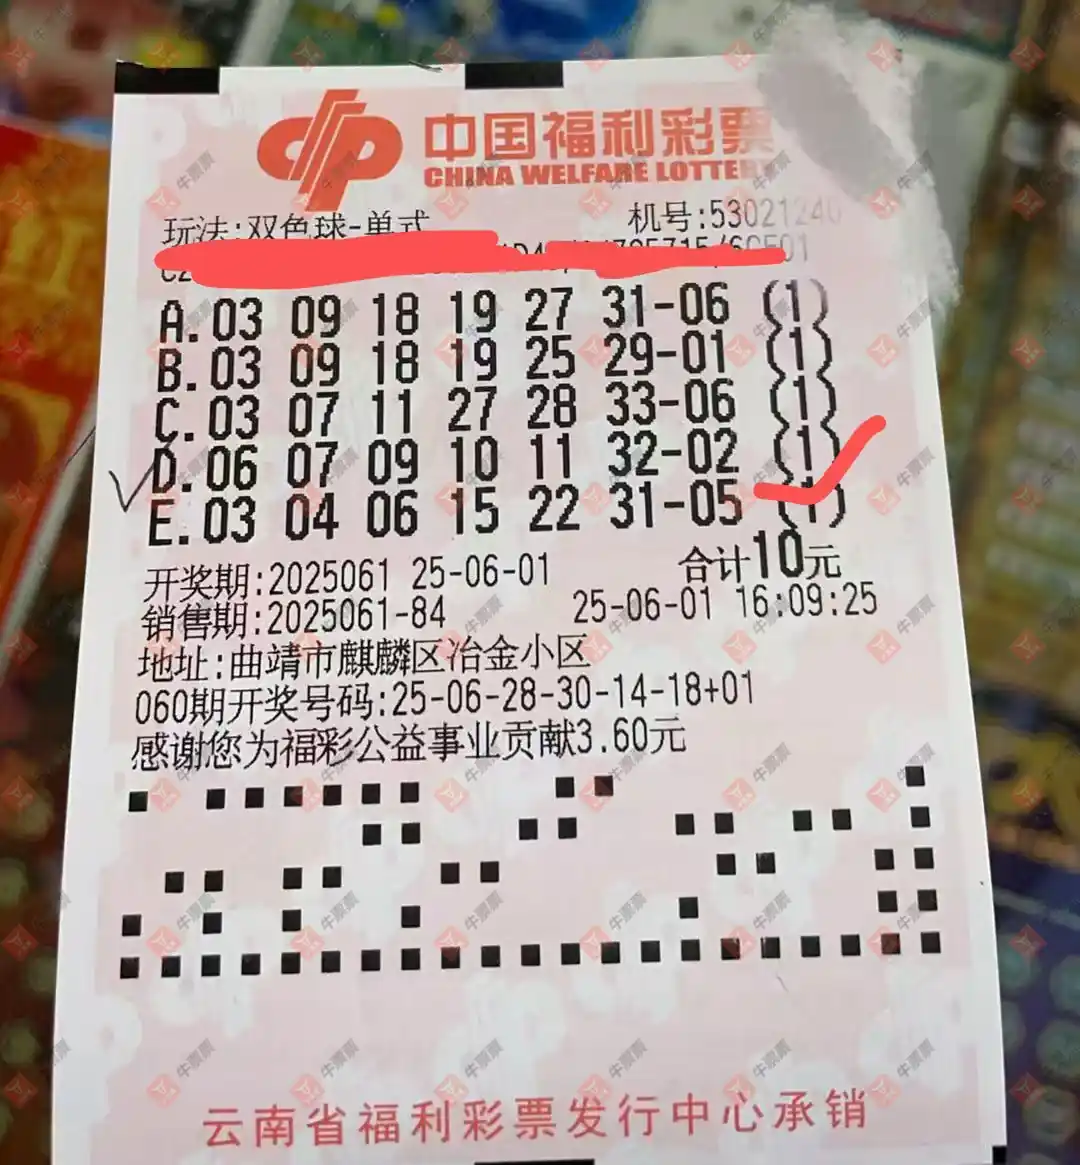 中国福利彩票
CHINA WELFARE LOTTERY
玩法:双色球-单式 机号:53021240
A.03 09 18 19 27 31-06 (1)
B.03 09 18 19 25 29-01 (1)
C.03 07 11 27 28 33-06 (1)
D.06 07 09 10 11 32-02 (1)
E.03 04 06 15 22 31-05 (1)
合计10元
开奖期:2025061 25-06-01
销售期:2025061-84 25-06-01 16:09:25
地址:曲靖市麒麟区冶金小区
060期开奖号码:25-06-28-30-14-18+01
感谢您为福彩公益事业贡献3.60元
云南省福利彩票发行中心承销
牛票票